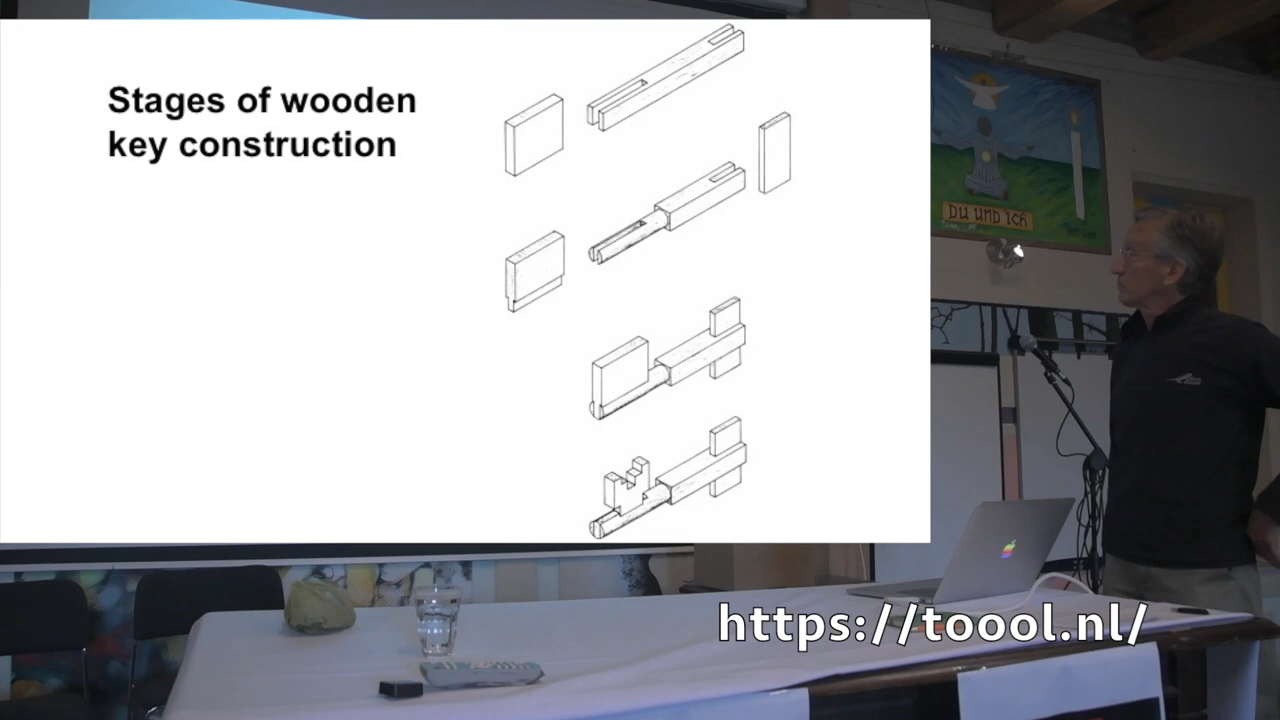 Stages of wooden
key construction
DU UND ICH
https://toool.nl/